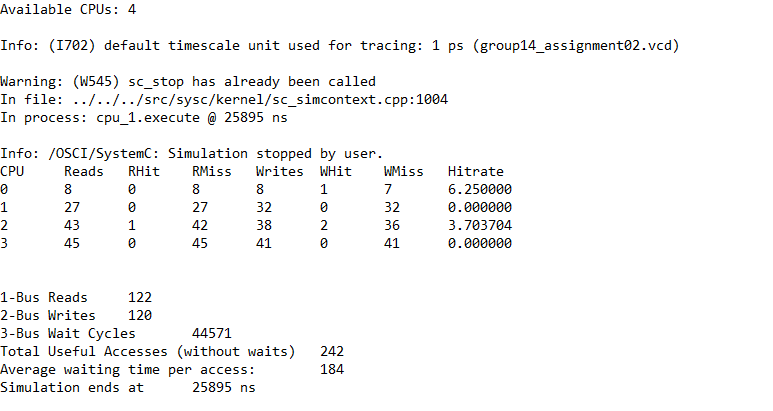 Available CPUs: 4
Info: (I702) default timescale unit used for tracing: 1 ps (group14_assignment02.vcd)
Warning: (W545) sc_stop has already been called
In file: ../../../src/sysc/kernel/sc_simcontext.cpp:1004
In process: cpu_1.execute @ 25895 ns
Info: /OSCI/SystemC: Simulation stopped by user.
CPU Reads RHit RMiss Writes WHit WMiss Hitrate
0 8 0 8 8 1 7 6.250000
1 27 0 27 32 0 32 0.000000
2 43 1 42 38 2 36 3.703704
3 45 0 45 41 0 41 0.000000
1-Bus Reads 122
2-Bus Writes 120
3-Bus Wait Cycles 44571
Total Useful Accesses (without waits) 242
Average waiting time per access: 184
Simulation ends at 25895 ns